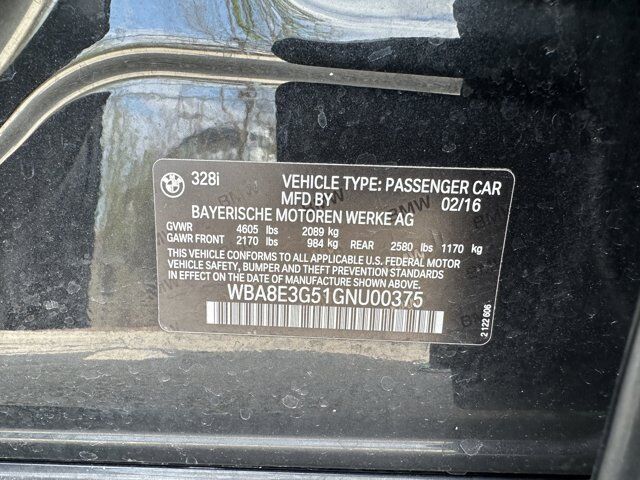 328i VEHICLE TYPE: PASSENGER CAR
MFD BY 02/16
BAYERISCHE MOTOREN WERKE AG
GVWR 4605 lbs 2089 kg
GAWR FRONT 2170 lbs 984 kg REAR 2580 lbs 1170 kg
THIS VEHICLE CONFORMS TO ALL APPLICABLE U.S. FEDERAL MOTOR
VEHICLE SAFETY, BUMPER AND THEFT PREVENTION STANDARDS
IN EFFECT ON THE DATE OF MANUFACTURE SHOWN ABOVE.
WBA8E3G51GNU00375
2 122 606